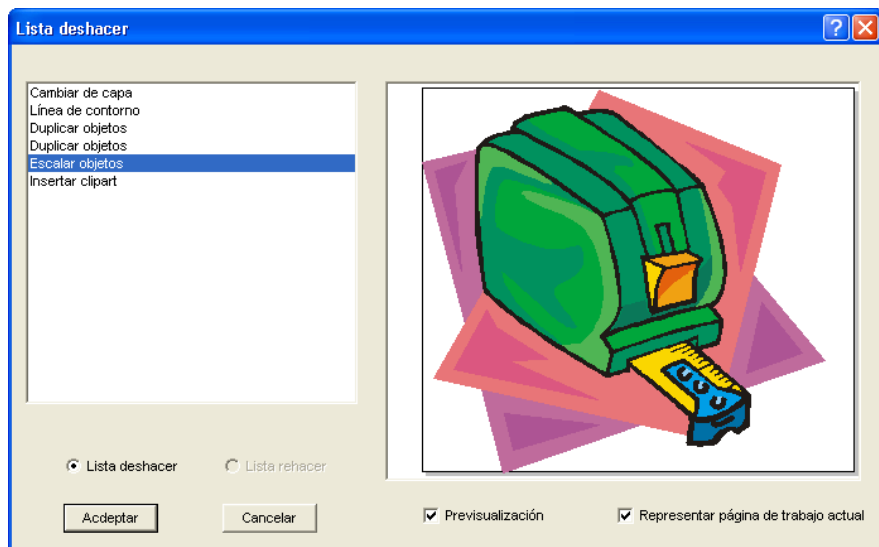 Lista deshacer
Cambiar de capa
Línea de contorno
Duplicar objetos
Duplicar objetos
Escalar objetos
Insertar clipart
Lista deshacer
Lista rehacer
Acdeptar
Cancelar
Previsualización
Representar página de trabajo actual